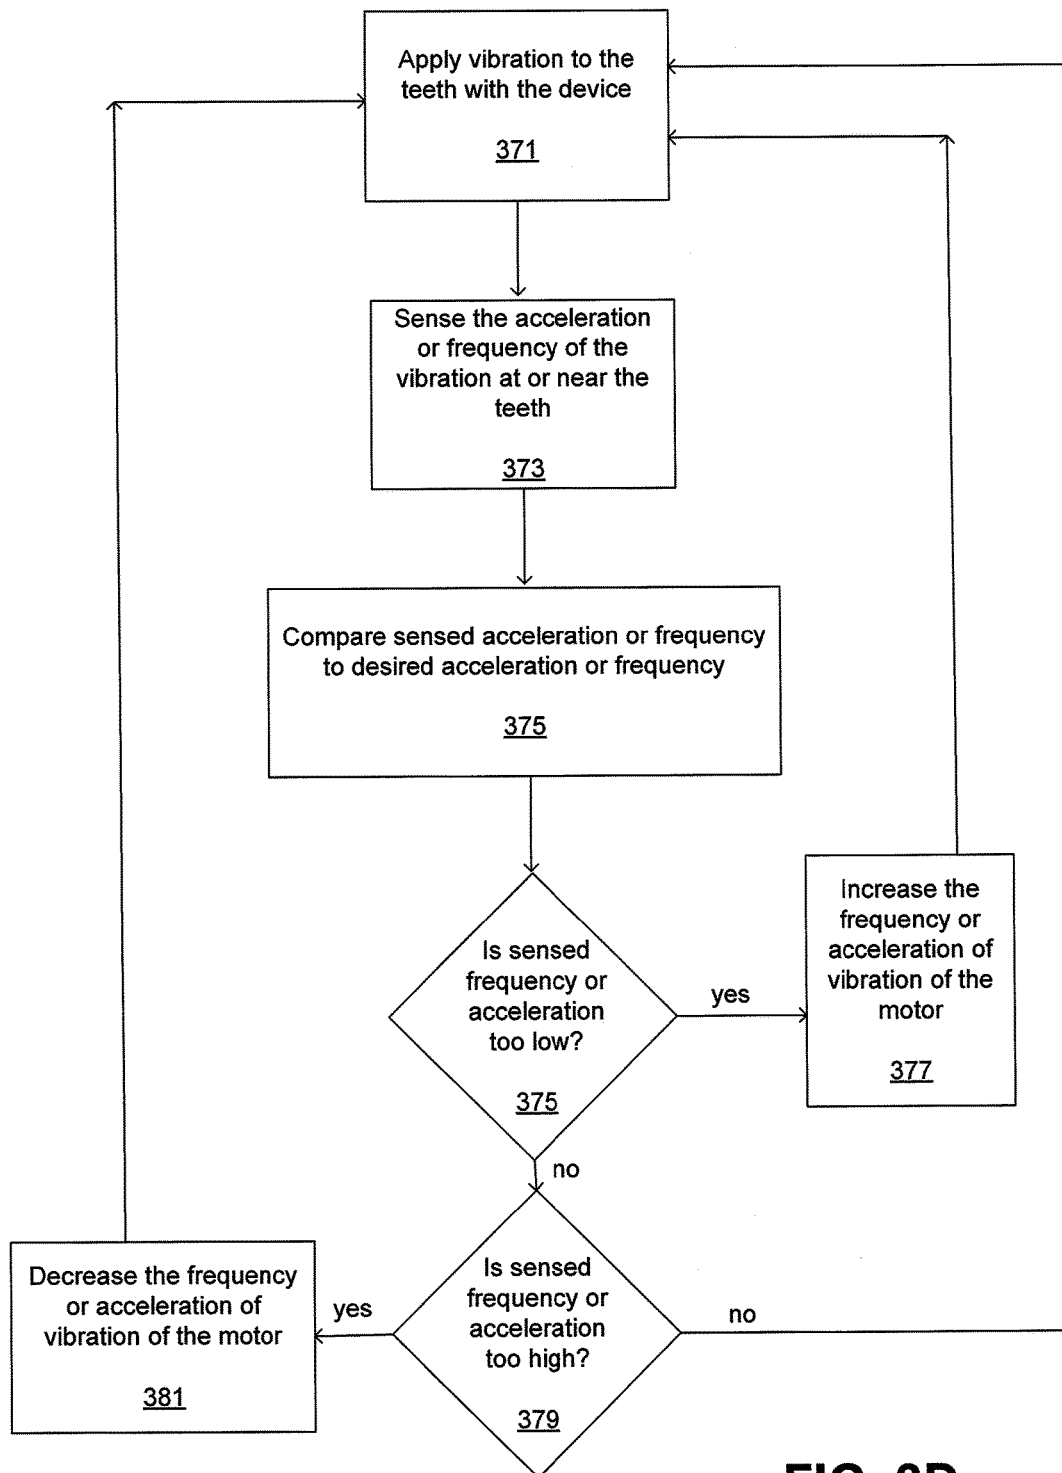 Apply vibration to the
teeth with the device
371
Sense the acceleration
or frequency of the
vibration at or near the
teeth
373
Compare sensed acceleration or frequency
to desired acceleration or frequency
375
Is sensed
frequency or
acceleration
too low?
375
yes
Increase the
frequency or
acceleration of
vibration of the
motor
377
no
Is sensed
frequency or
acceleration
too high?
379
yes
Decrease the frequency
or acceleration of
vibration of the motor
381
no
FIG.